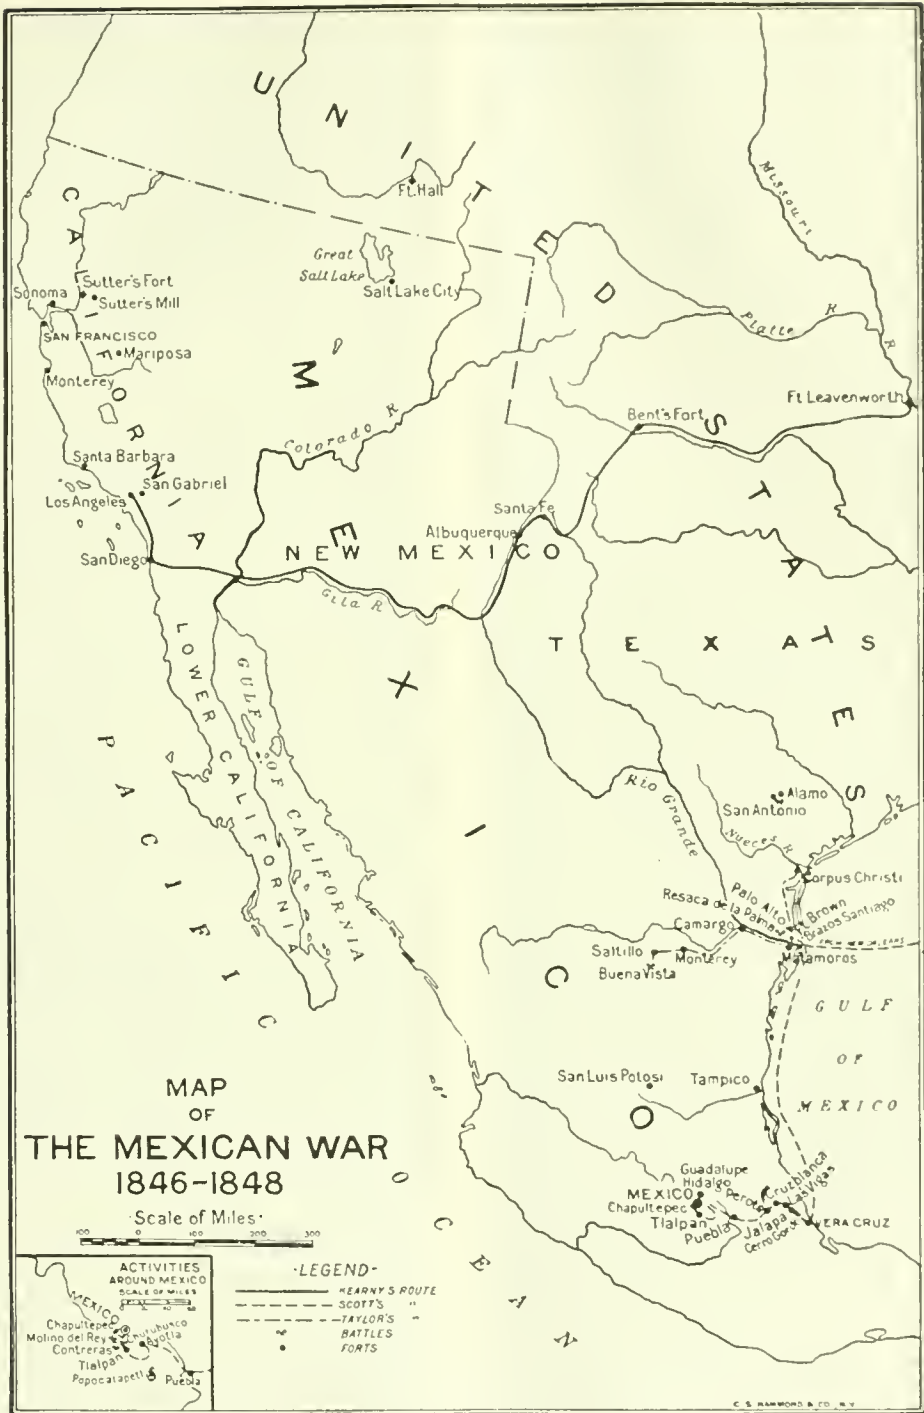 UNITED STATES
Missouri R
Ft. Hall
CALIFORNIA
Great
Salt Lake
Salt Lake City
Sutter's Fort
Sutter's Mill
Sonoma
SAN FRANCISCO
Mariposa
Monterey
Platte R
MEXICO
Ft Leavenworth
Bent's Fort
Colorado R
Santa Barbara
San Gabriel
Los Angeles
Santa Fe
Albuquerque
San Diego
NEW MEXICO
Gila R
TEXAS
LOWER CALIFORNIA
GULF OF CALIFORNIA
PACIFIC OCEAN
Rio Grande
Alamo
San Antonio
Nueces R
Corpus Christi
Palo Alto
Resaca de la Palma
Ft Brown
Brazos Santiago
Camargo
FROM NEW ORLEANS
Saltillo
Monterey
Matamoros
Buena Vista
GULF
OF
MEXICO
San Luis Potosi
Tampico
Guadalupe
Hidalgo
MEXICO
Chapultepec
Tlalpan
Puebla
Perote
Cruzblanca
Las Vigas
Jalapa
Cerro Gordo
VERA CRUZ
MAP
OF
THE MEXICAN WAR
1846-1848
·Scale of Miles·
100 0 100 200 300
ACTIVITIES
AROUND MEXICO
SCALE OF MILES
MEXICO
Chapultepec
Churubusco
Molino del Rey
Ayotla
Contreras
Tlalpan
Popocatapetl
Puebla
-LEGEND-
KEARNY'S ROUTE
SCOTT'S "
TAYLOR'S "
BATTLES
FORTS
C. S. HAMMOND & CO., N.Y.